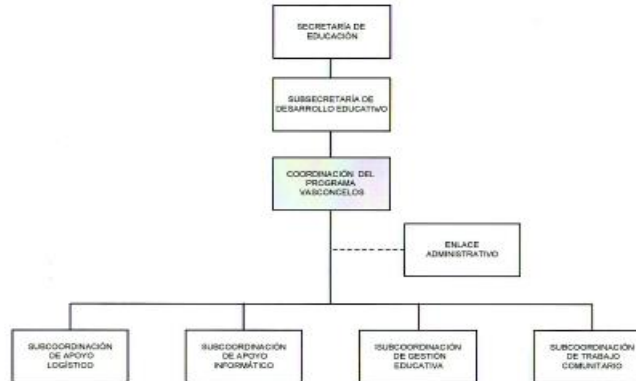 SECRETARÍA DE
EDUCACIÓN
SUBSECRETARÍA DE
DESARROLLO EDUCATIVO
COORDINACIÓN DEL
PROGRAMA
VASCONCELOS
ENLACE
ADMINISTRATIVO
SUBCOORDINACIÓN
DE APOYO
LOGÍSTICO
SUBCOORDINACIÓN
DE APOYO
INFORMÁTICO
ISUBCOORDINACIÓN
DE GESTIÓN
EDUCATIVA
SUBCOORDINACIÓN
DE TRABAJO
COMUNITARIO